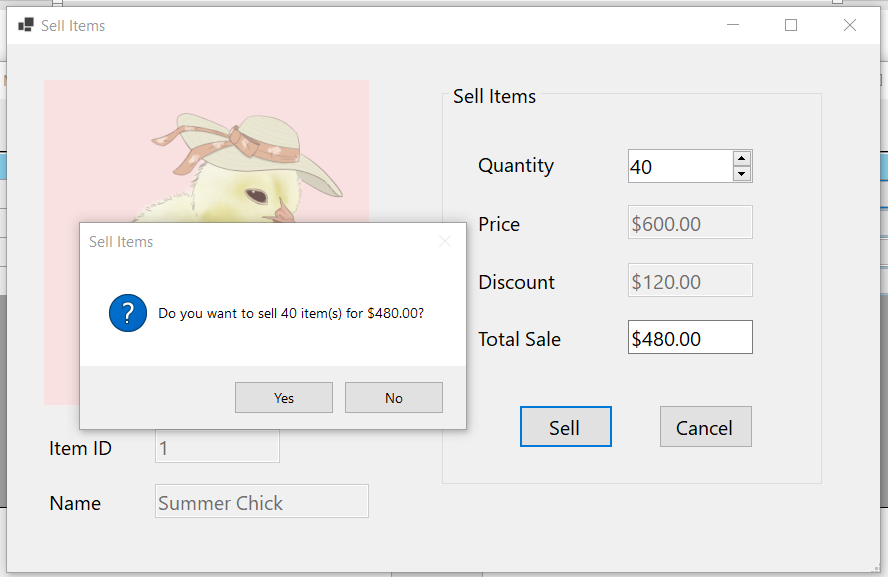 Sell Items
Sell Items
Quantity
40
Price
$600.00
Discount
$120.00
Total Sale
$480.00
Sell
Cancel
Sell Items
?
Do you want to sell 40 item(s) for $480.00?
Yes
No
Item ID
1
Name
Summer Chick